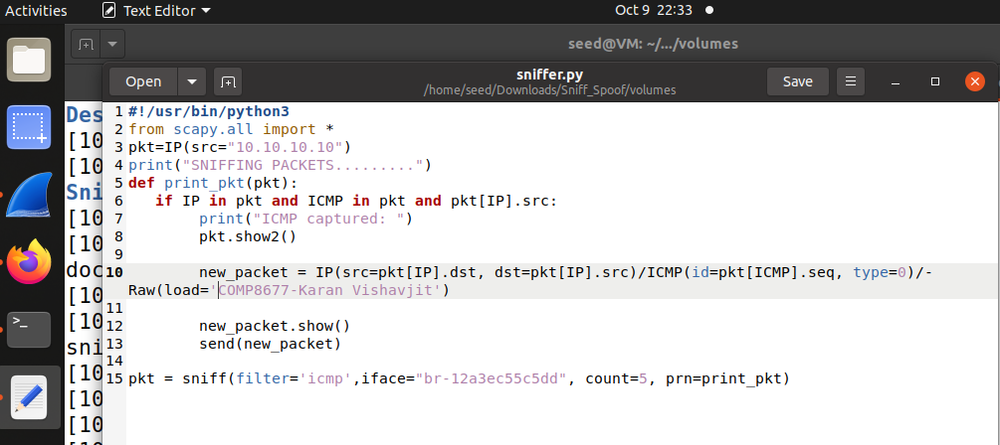 Activities Text Editor Oct 9 22:33
seed@VM: ~/.../volumes
Open sniffer.py Save
/home/seed/Downloads/Sniff_Spoof/volumes
Des
[10
[10
Sni
[10
[10
doc
[10
[10
sni
[10
[10
[10
1 #!/usr/bin/python3
2 from scapy.all import *
3 pkt=IP(src="10.10.10.10")
4 print("SNIFFING PACKETS.........")
5 def print_pkt(pkt):
6 if IP in pkt and ICMP in pkt and pkt[IP].src:
7 print("ICMP captured: ")
8 pkt.show2()
9
10 new_packet = IP(src=pkt[IP].dst, dst=pkt[IP].src)/ICMP(id=pkt[ICMP].seq, type=0)/-
Raw(load='COMP8677-Karan Vishavjit')
11
12 new_packet.show()
13 send(new_packet)
14
15 pkt = sniff(filter='icmp',iface="br-12a3ec55c5dd", count=5, prn=print_pkt)